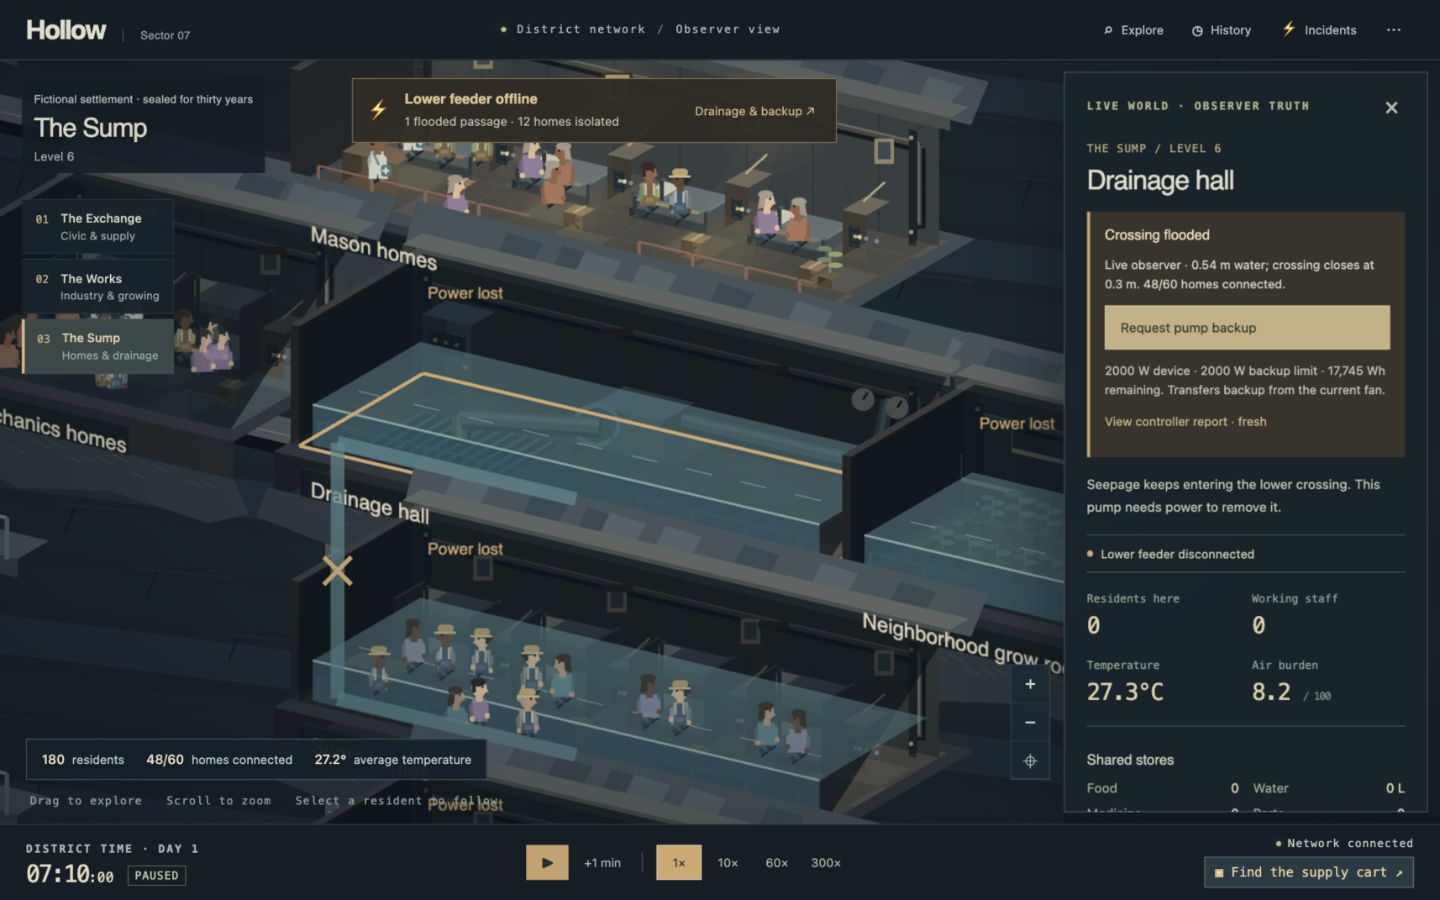 Hollow
Sector 07
District network / Observer view
Explore
History
Incidents
Fictional settlement · sealed for thirty years
The Sump
Level 6
Lower feeder offline
1 flooded passage · 12 homes isolated
Drainage & backup ↗
01 The Exchange
Civic & supply
02 The Works
Industry & growing
03 The Sump
Homes & drainage
Mason homes
Power lost
chanics homes
Drainage hall
Power lost
Power lost
Neighborhood grow ro
Power lost
LIVE WORLD · OBSERVER TRUTH
THE SUMP / LEVEL 6
Drainage hall
Crossing flooded
Live observer · 0.54 m water; crossing closes at
0.3 m. 48/60 homes connected.
Request pump backup
2000 W device · 2000 W backup limit · 17,745 Wh
remaining. Transfers backup from the current fan.
View controller report · fresh
Seepage keeps entering the lower crossing. This
pump needs power to remove it.
Lower feeder disconnected
Residents here
0
Working staff
0
Temperature
27.3°C
Air burden
8.2 / 100
Shared stores
Food 0 Water 0 L
180 residents 48/60 homes connected 27.2° average temperature
Drag to explore Scroll to zoom Select a resident to follow
DISTRICT TIME · DAY 1
07:10:00 PAUSED
+1 min
1× 10× 60× 300×
Network connected
Find the supply cart ↗